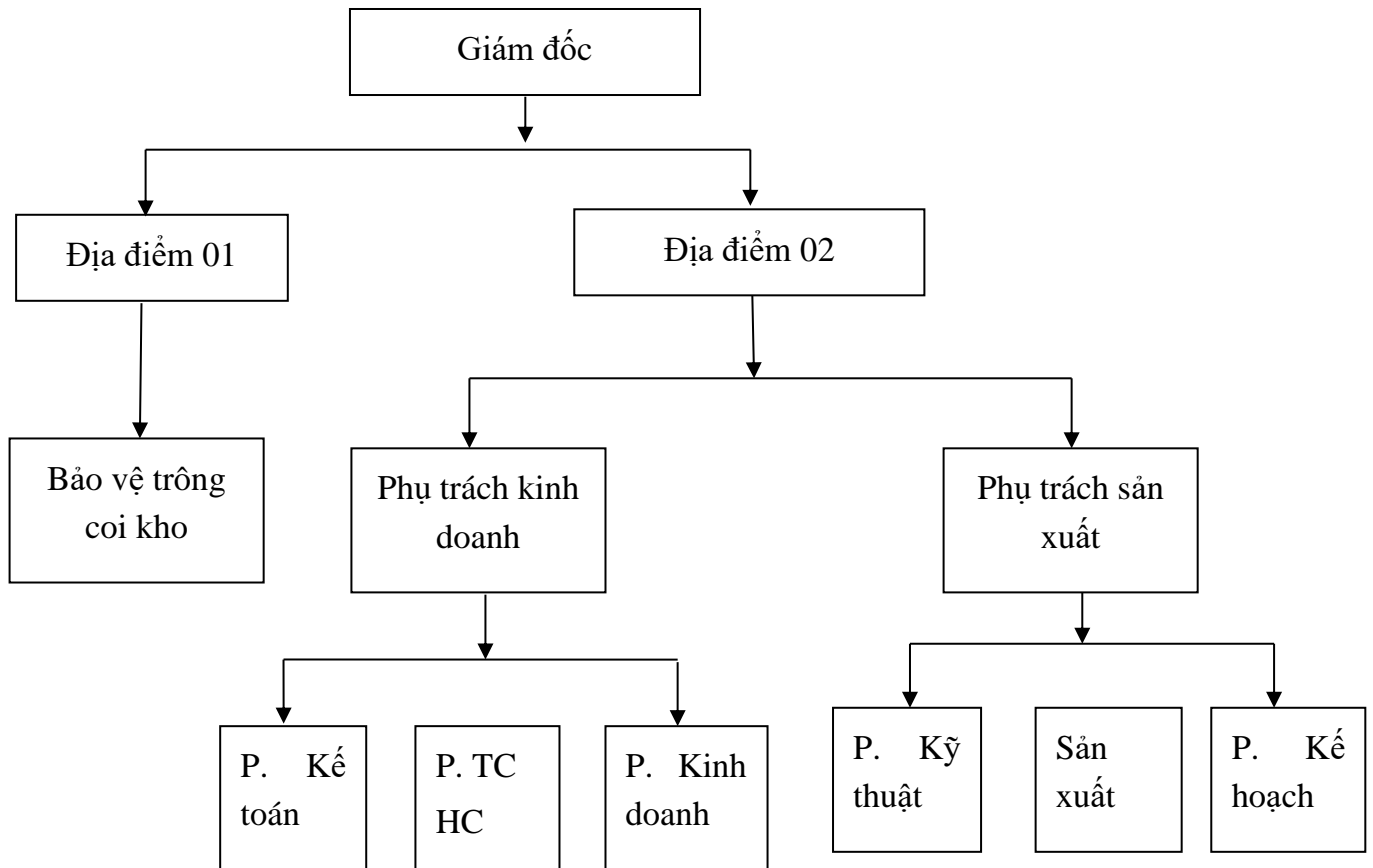 Giám đốc
Địa điểm 01
Địa điểm 02
Bảo vệ trông
coi kho
Phụ trách kinh
doanh
Phụ trách sản
xuất
P. Kế
toán
P. TC
HC
P. Kinh
doanh
P. Kỹ
thuật
Sản
xuất
P. Kế
hoạch